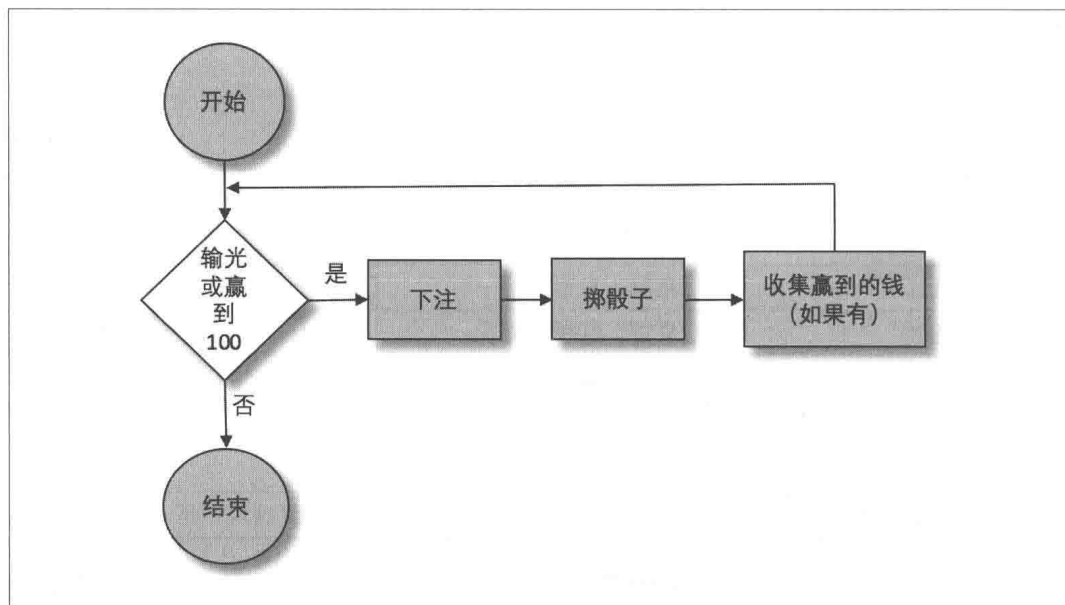 开始
输光
或赢
到
100
是
下注
掷骰子
收集赢到的钱
（如果有）
否
结束